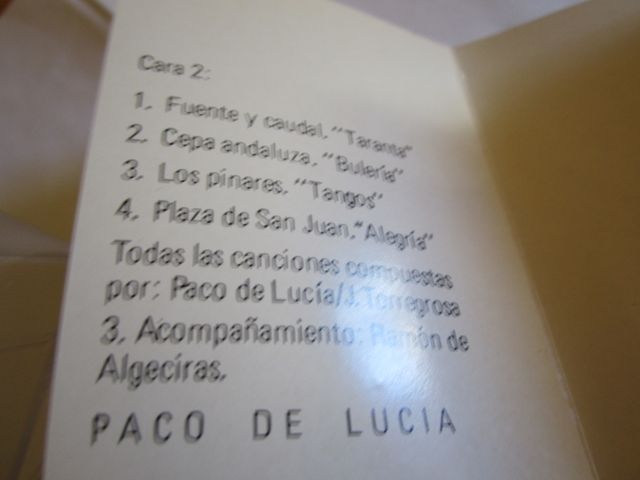 Cara 2:
1. Fuente y caudal. "Taranta"
2. Cepa andaluza. "Bulería"
3. Los pinares. "Tangos"
4. Plaza de San Juan. "Alegría"
Todas las canciones compuestas
por: Paco de Lucía/J. Torregrosa
3. Acompañamiento: Ramón de
Algeciras.
PACO DE LUCIA